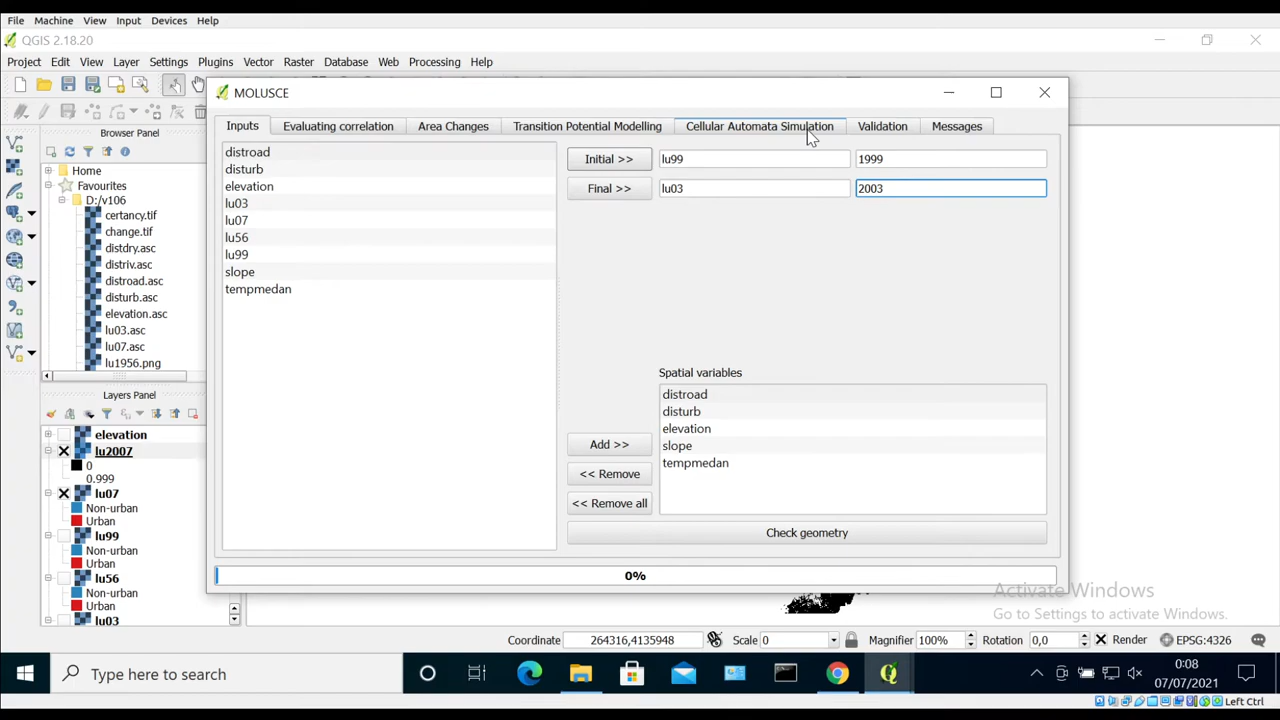 File Machine View Input Devices Help
QGIS 2.18.20
Project Edit View Layer Settings Plugins Vector Raster Database Web Processing Help
MOLUSCE
Browser Panel
Home
Favourites
D:/v106
certancy.tif
change.tif
distdry.asc
distriv.asc
distroad.asc
disturb.asc
elevation.asc
lu03.asc
lu07.asc
lu1956.png
Layers Panel
elevation
lu2007
0
0.999
lu07
Non-urban
Urban
lu99
Non-urban
Urban
lu56
Non-urban
Urban
lu03
Inputs Evaluating correlation Area Changes Transition Potential Modelling Cellular Automata Simulation Validation Messages
distroad
disturb
elevation
lu03
lu07
lu56
lu99
slope
tempmedan
Initial >> lu99 1999
Final >> lu03 2003
Spatial variables
distroad
disturb
elevation
slope
tempmedan
Add >>
<< Remove
<< Remove all
Check geometry
0%
Activate Windows
Go to Settings to activate Windows.
Coordinate 264316,4135948 Scale 0 Magnifier 100% Rotation 0,0 Render EPSG:4326
Type here to search
0:08
07/07/2021
Left Ctrl